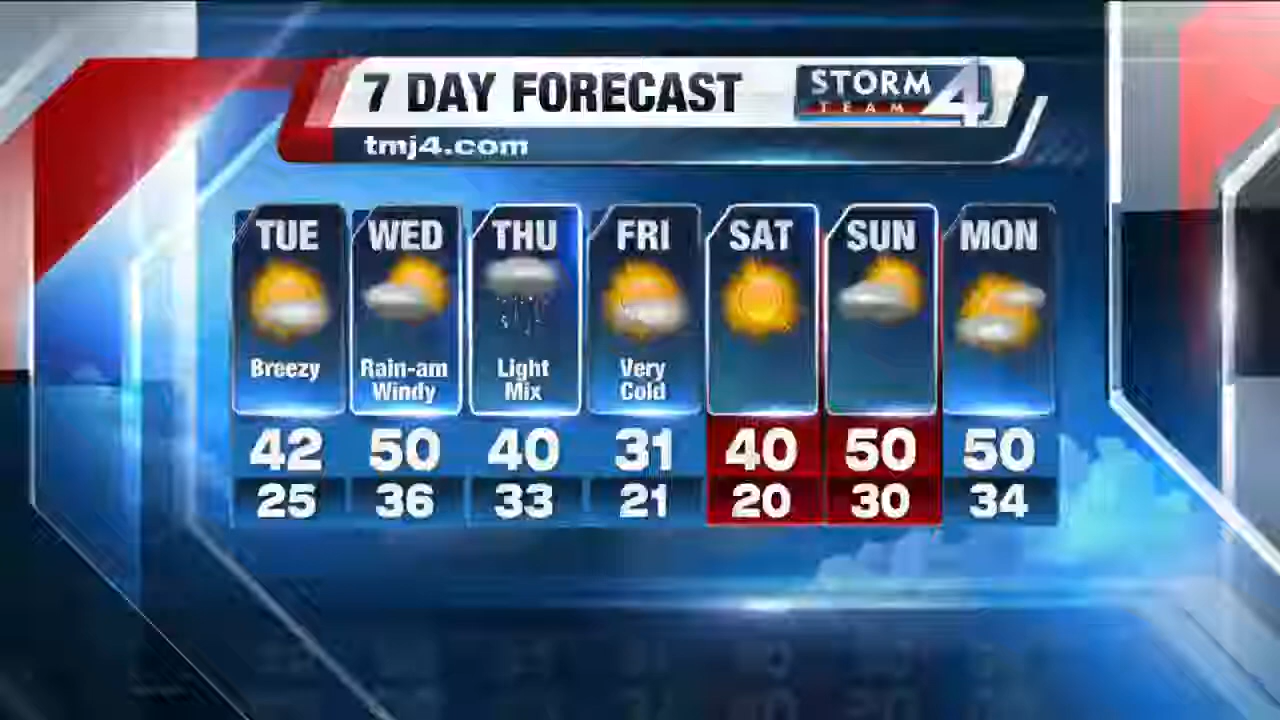 7 DAY FORECAST
STORM 4
TEAM
tmj4.com
TUE WED THU FRI SAT SUN MON
Breezy Rain-am Light Very
Windy Mix Cold
42 50 40 31 40 50 50
25 36 33 21 20 30 34